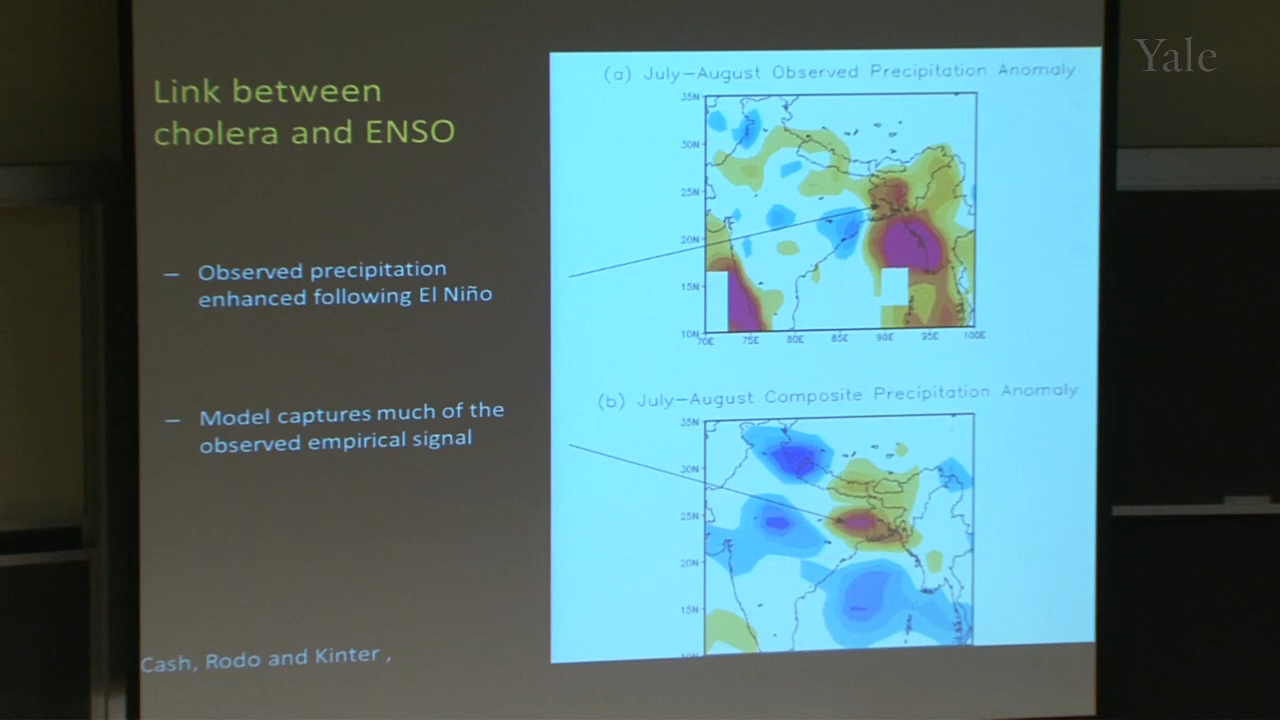 Yale
Link between
cholera and ENSO
– Observed precipitation
enhanced following El Niño
– Model captures much of the
observed empirical signal
Cash, Rodo and Kinter ,
(a) July–August Observed Precipitation Anomaly
35N
30N
25N
20N
15N
10N
70E 75E 80E 85E 90E 95E 100E
(b) July–August Composite Precipitation Anomaly
35N
30N
25N
20N
15N
10N